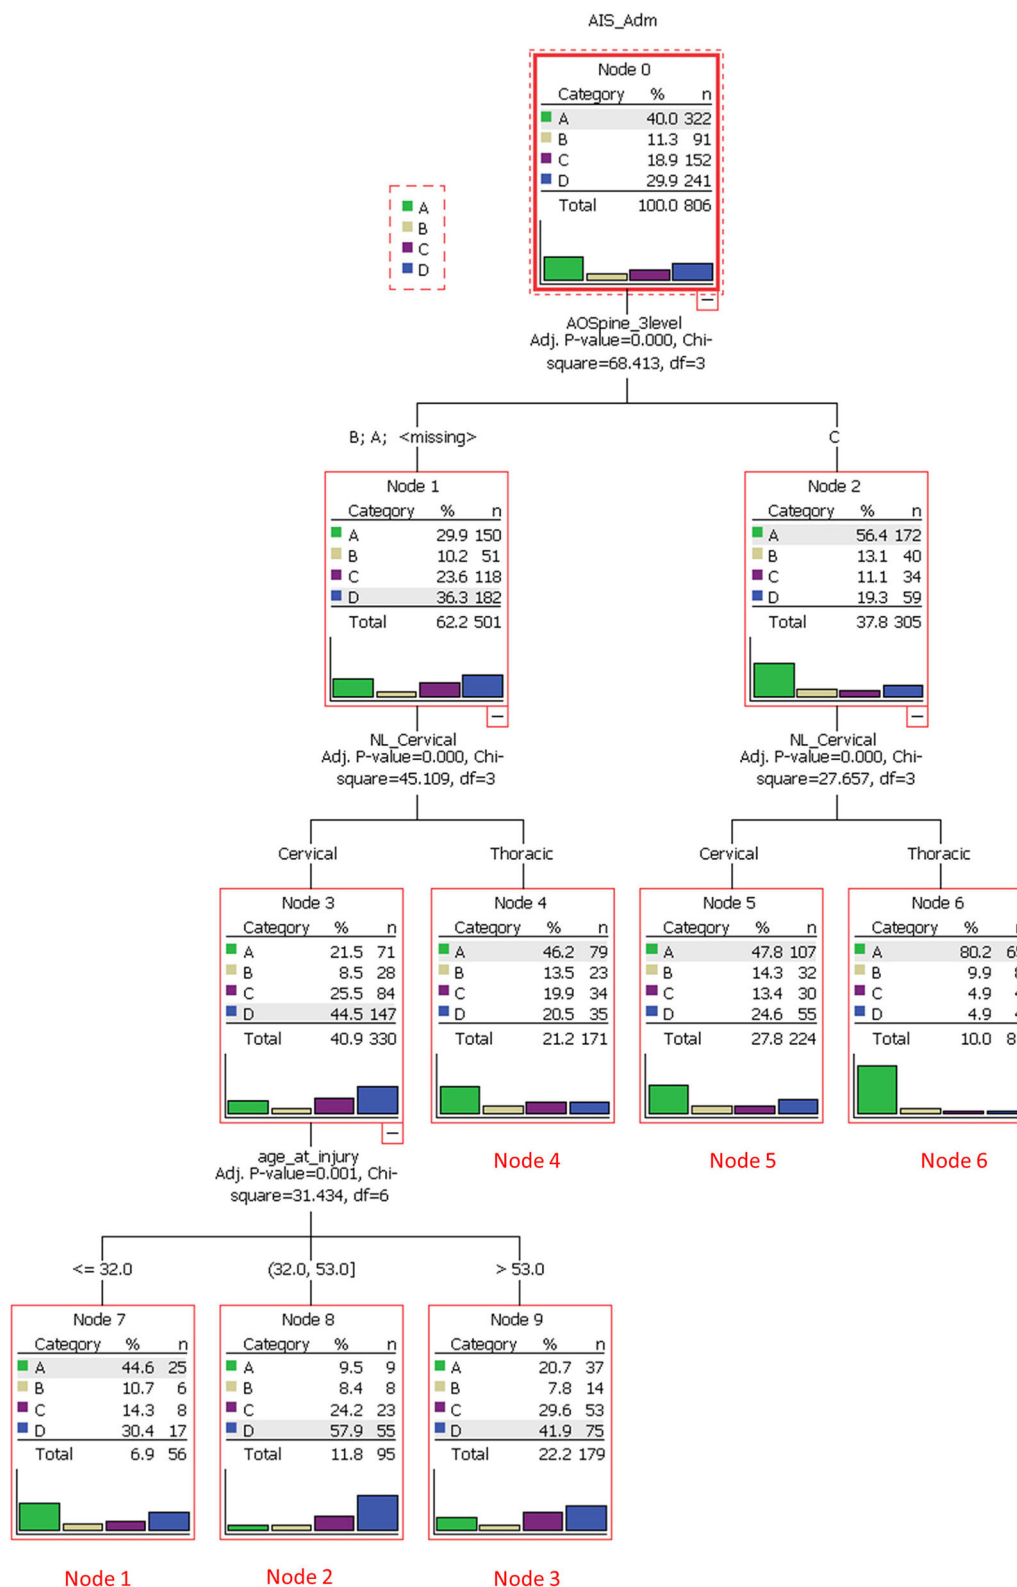 AIS_Adm
Node 0
Category % n
A 40.0 322
B 11.3 91
C 18.9 152
D 29.9 241
Total 100.0 806
A
B
C
D
AOSpine_3level
Adj. P-value=0.000, Chi-
square=68.413, df=3
B; A; <missing>
C
Node 1
Category % n
A 29.9 150
B 10.2 51
C 23.6 118
D 36.3 182
Total 62.2 501
Node 2
Category % n
A 56.4 172
B 13.1 40
C 11.1 34
D 19.3 59
Total 37.8 305
NL_Cervical
Adj. P-value=0.000, Chi-
square=45.109, df=3
NL_Cervical
Adj. P-value=0.000, Chi-
square=27.657, df=3
Cervical
Thoracic
Cervical
Thoracic
Node 3
Category % n
A 21.5 71
B 8.5 28
C 25.5 84
D 44.5 147
Total 40.9 330
Node 4
Category % n
A 46.2 79
B 13.5 23
C 19.9 34
D 20.5 35
Total 21.2 171
Node 5
Category % n
A 47.8 107
B 14.3 32
C 13.4 30
D 24.6 55
Total 27.8 224
Node 6
Category %
A 80.2
B 9.9
C 4.9
D 4.9
Total 10.0
Node 4
Node 5
Node 6
age_at_injury
Adj. P-value=0.001, Chi-
square=31.434, df=6
<= 32.0
(32.0, 53.0]
> 53.0
Node 7
Category % n
A 44.6 25
B 10.7 6
C 14.3 8
D 30.4 17
Total 6.9 56
Node 8
Category % n
A 9.5 9
B 8.4 8
C 24.2 23
D 57.9 55
Total 11.8 95
Node 9
Category % n
A 20.7 37
B 7.8 14
C 29.6 53
D 41.9 75
Total 22.2 179
Node 1
Node 2
Node 3